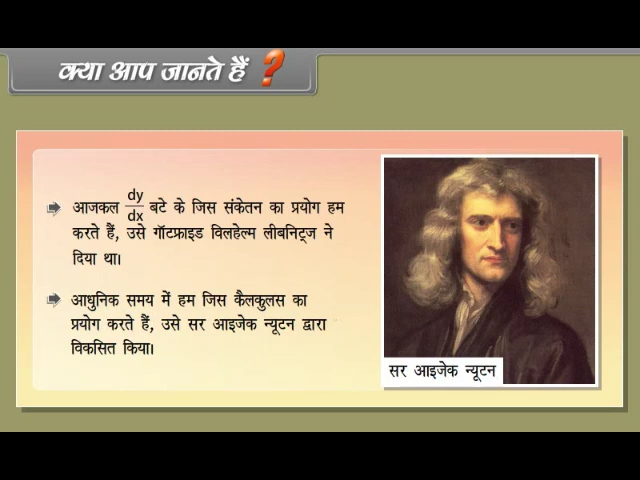 क्या आप जानते हैं ?
आजकल dy/dx बटे के जिस संकेतन का प्रयोग हम
करते हैं, उसे गॉटफ्राइड विलहेल्म लीबनिट्ज ने
दिया था।
आधुनिक समय में हम जिस कैलकुलस का
प्रयोग करते हैं, उसे सर आइजेक न्यूटन द्वारा
विकसित किया।
सर आइजेक न्यूटन